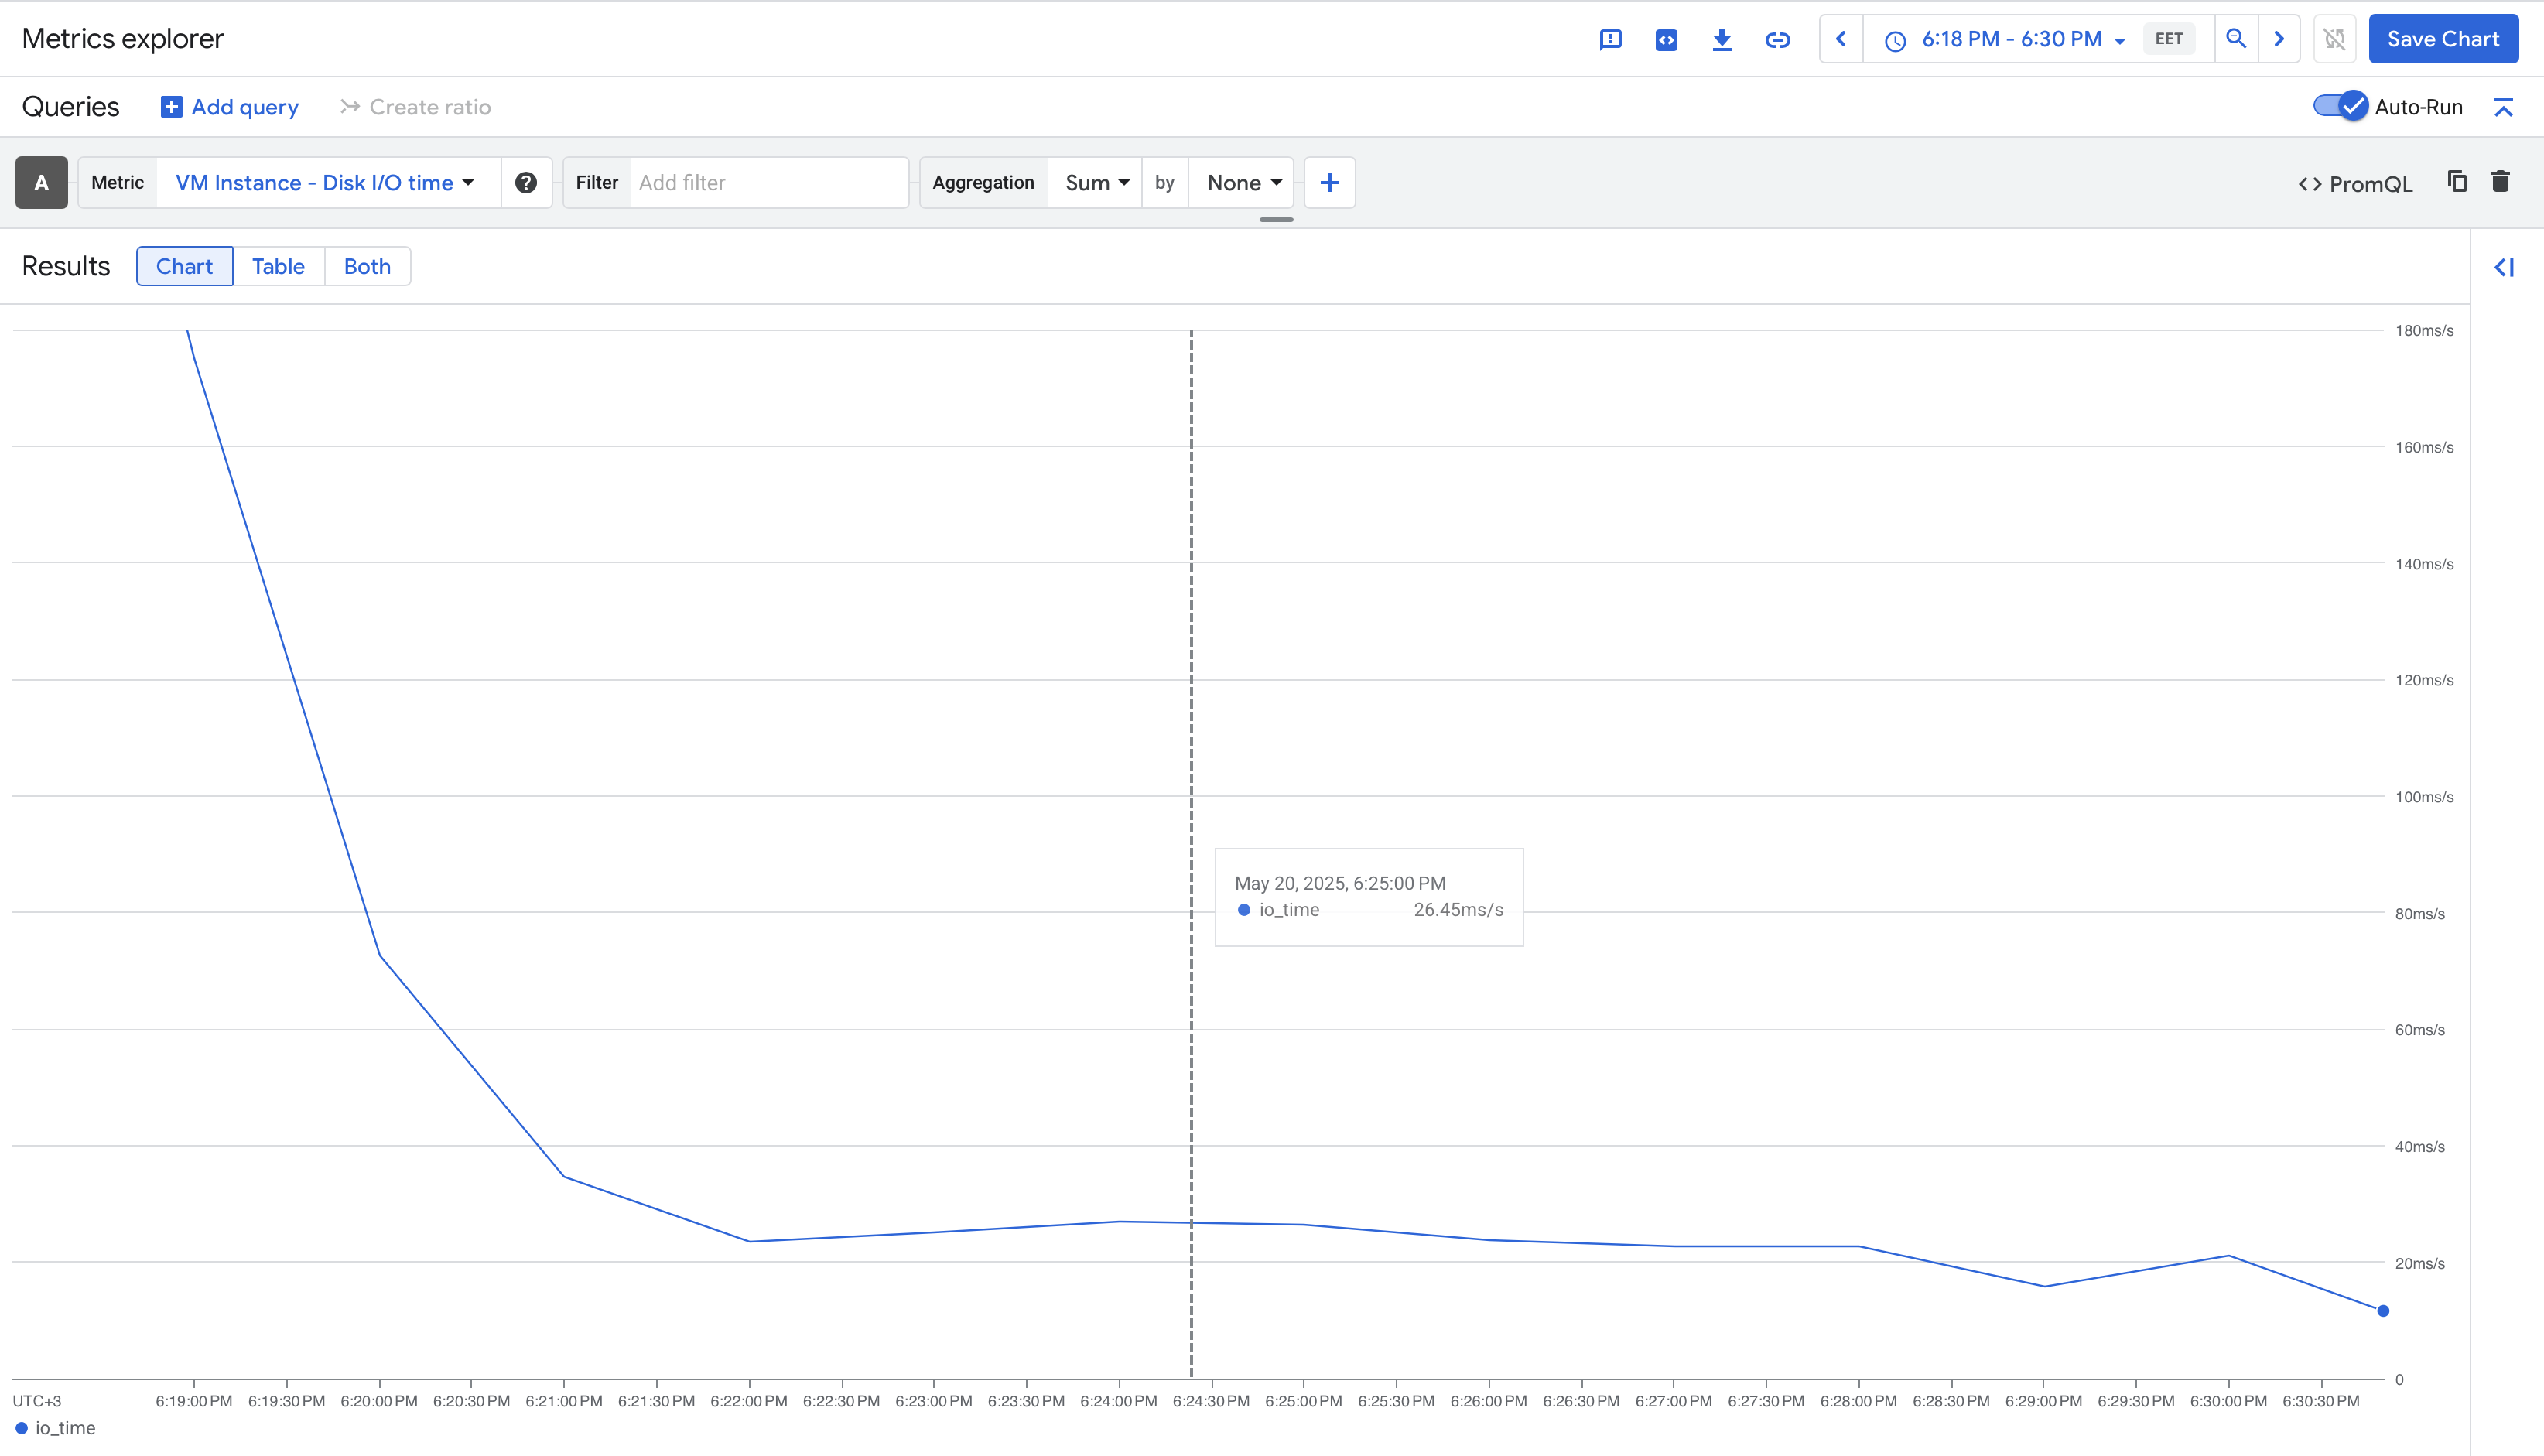 Metrics explorer
6:18 PM - 6:30 PM EET
Save Chart
Queries Add query Create ratio
Auto-Run
A Metric VM Instance - Disk I/O time ? Filter Add filter Aggregation Sum by None
<> PromQL
Results Chart Table Both
180ms/s
160ms/s
140ms/s
120ms/s
100ms/s
May 20, 2025, 6:25:00 PM
io_time 26.45ms/s
80ms/s
60ms/s
40ms/s
20ms/s
0
UTC+3 6:19:00 PM 6:19:30 PM 6:20:00 PM 6:20:30 PM 6:21:00 PM 6:21:30 PM 6:22:00 PM 6:22:30 PM 6:23:00 PM 6:23:30 PM 6:24:00 PM 6:24:30 PM 6:25:00 PM 6:25:30 PM 6:26:00 PM 6:26:30 PM 6:27:00 PM 6:27:30 PM 6:28:00 PM 6:28:30 PM 6:29:00 PM 6:29:30 PM 6:30:00 PM 6:30:30 PM
io_time